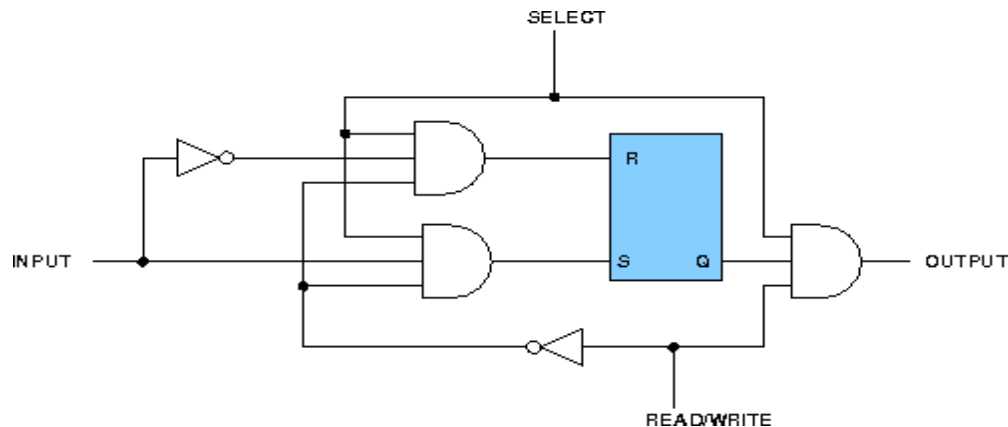 SELECT
R
INPUT
S
Q
OUTPUT
READ/WRITE